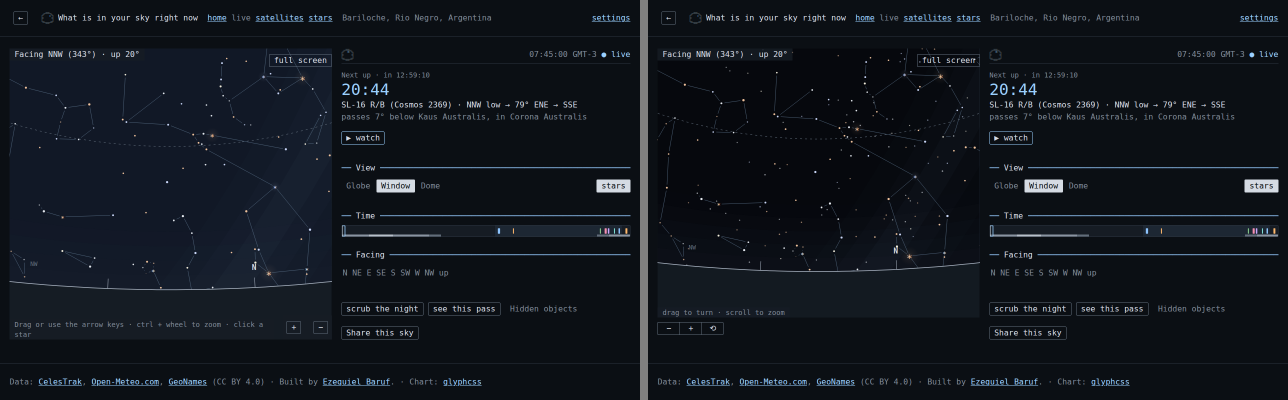 ← What is in your sky right now home live satellites stars Bariloche, Rio Negro, Argentina settings
Facing NNW (343°) · up 20°
full screen
NW
N
Drag or use the arrow keys · ctrl + wheel to zoom · click a
star
+ −
07:45:00 GMT-3 ● live
Next up · in 12:59:10
20:44
SL-16 R/B (Cosmos 2369) · NNW low → 79° ENE → SSE
passes 7° below Kaus Australis, in Corona Australis
▶ watch
View
Globe Window Dome stars
Time
Facing
N NE E SE S SW W NW up
scrub the night see this pass Hidden objects
Share this sky
Data: CelesTrak, Open-Meteo.com, GeoNames (CC BY 4.0) · Built by Ezequiel Baruf. · Chart: glyphcss
← What is in your sky right now home live satellites stars Bariloche, Rio Negro, Argentina settings
Facing NNW (343°) · up 20°
full screen
NW
N
drag to turn · scroll to zoom
− + ⟲
07:45:00 GMT-3 ● live
Next up · in 12:59:10
20:44
SL-16 R/B (Cosmos 2369) · NNW low → 79° ENE → SSE
passes 7° below Kaus Australis, in Corona Australis
▶ watch
View
Globe Window Dome stars
Time
Facing
N NE E SE S SW W NW up
scrub the night see this pass Hidden objects
Share this sky
Data: CelesTrak, Open-Meteo.com, GeoNames (CC BY 4.0) · Built by Ezequiel Baruf. · Chart: glyphcss